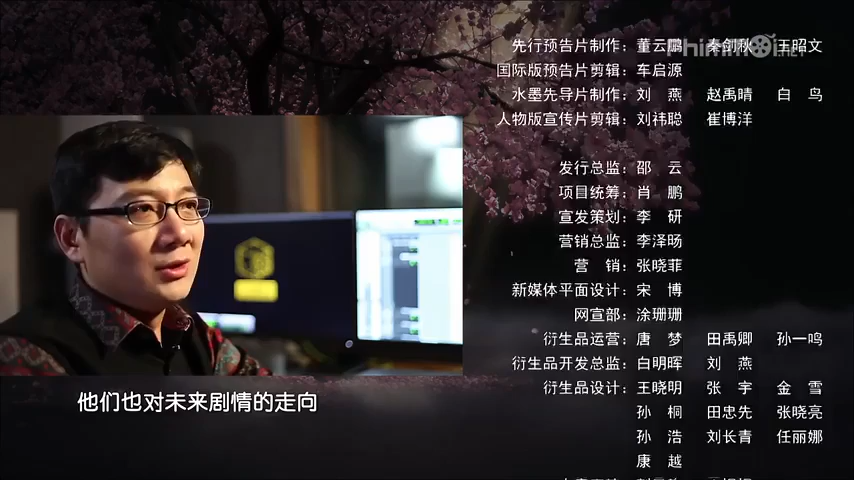 先行预告片制作：董云鹏 秦剑秋 王昭文
PhimmOi.NET
国际版预告片剪辑：车启源
水墨先导片制作：刘 燕 赵禹晴 白 鸟
人物版宣传片剪辑：刘祎聪 崔博洋
发行总监：邵 云
项目统筹：肖 鹏
宣发策划：李 研
营销总监：李泽旸
营 销：张晓菲
新媒体平面设计：宋 博
网宣部：涂珊珊
衍生品运营：唐 梦 田禹卿 孙一鸣
衍生品开发总监：白明晖 刘 燕
衍生品设计：王晓明 张 宇 金 雪
孙 桐 田忠先 张晓亮
孙 浩 刘长青 任丽娜
康 越
他们也对未来剧情的走向